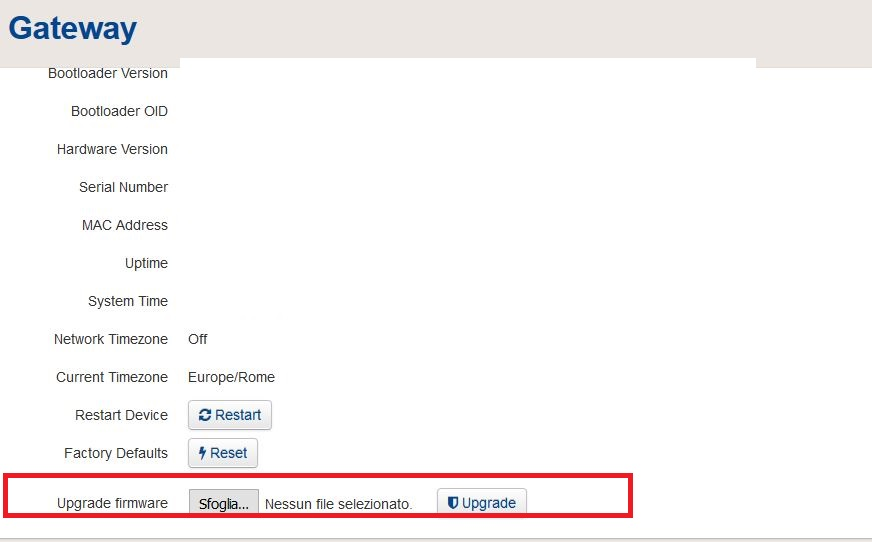 Gateway
Bootloader Version
Bootloader OID
Hardware Version
Serial Number
MAC Address
Uptime
System Time
Network Timezone Off
Current Timezone Europe/Rome
Restart Device Restart
Factory Defaults Reset
Upgrade firmware Sfoglia... Nessun file selezionato. Upgrade